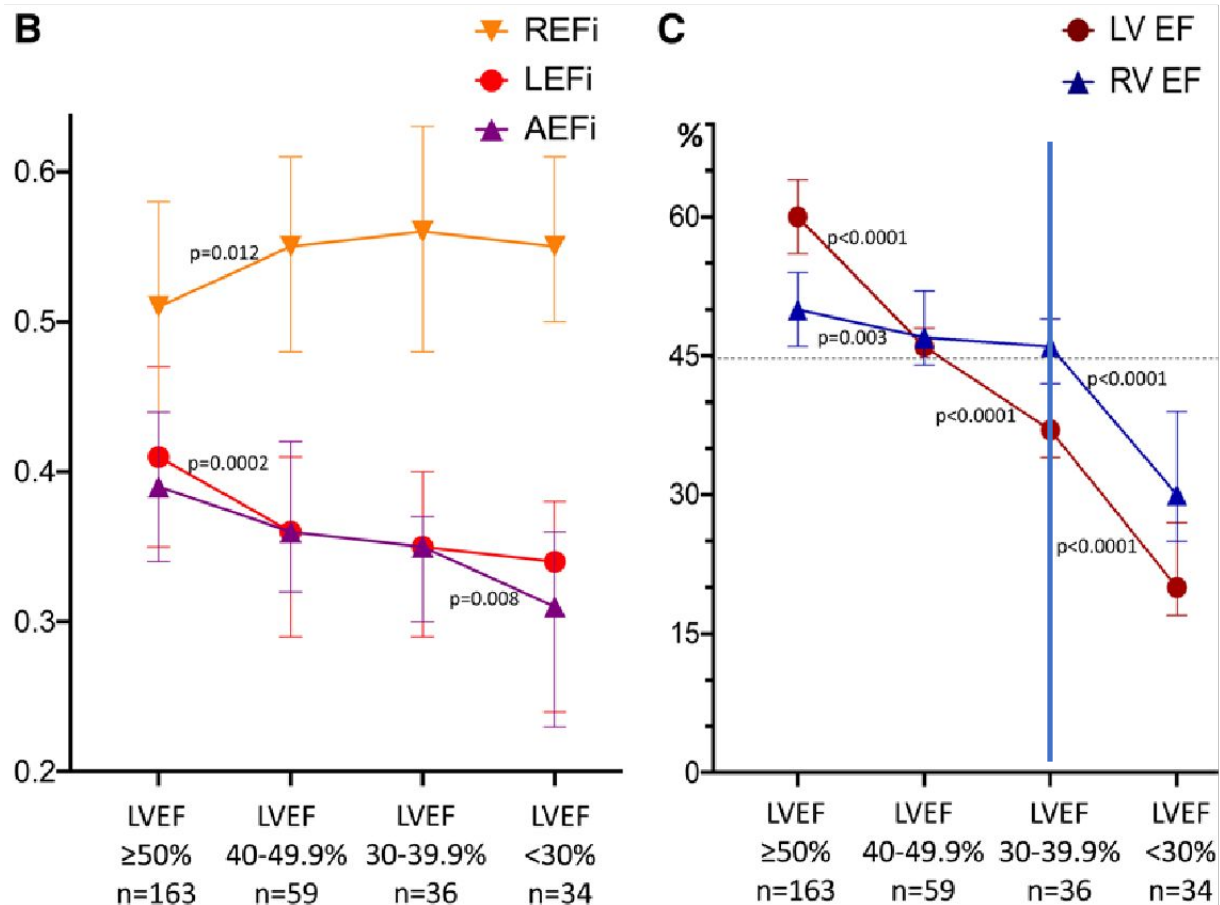 B
REFi
LEFi
AEFi
0.6
0.5
0.4
0.3
0.2
p=0.012
p=0.0002
p=0.008
LVEF
≥50%
n=163
LVEF
40-49.9%
n=59
LVEF
30-39.9%
n=36
LVEF
<30%
n=34
C
LV EF
RV EF
%
60
45
30
15
0
p<0.0001
p=0.003
p<0.0001
p<0.0001
p<0.0001
LVEF
≥50%
n=163
LVEF
40-49.9%
n=59
LVEF
30-39.9%
n=36
LVEF
<30%
n=34